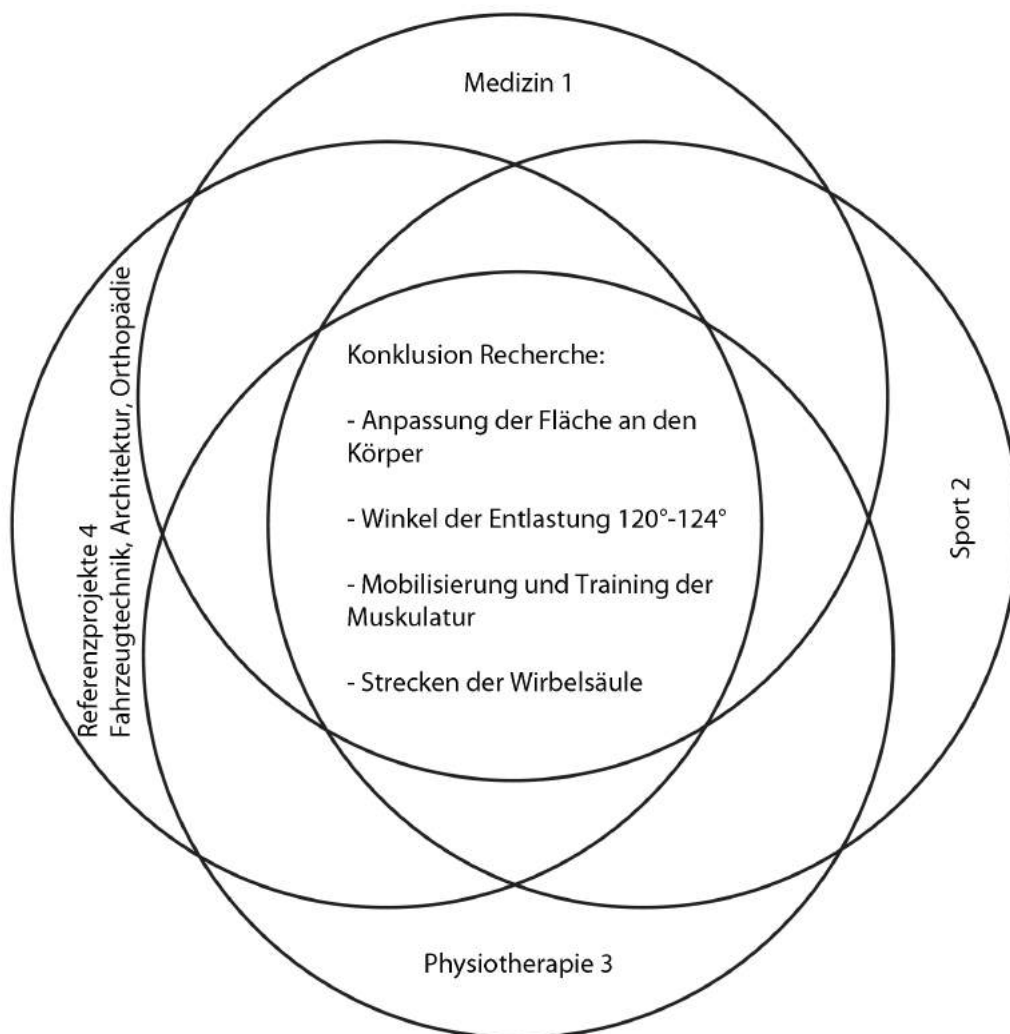 Medizin 1
Referenzprojekte 4
Fahrzeugtechnik, Architektur, Orthopädie
Konklusion Recherche:
- Anpassung der Fläche an den
Körper
- Winkel der Entlastung 120°-124°
- Mobilisierung und Training der
Muskulatur
- Strecken der Wirbelsäule
Sport 2
Physiotherapie 3